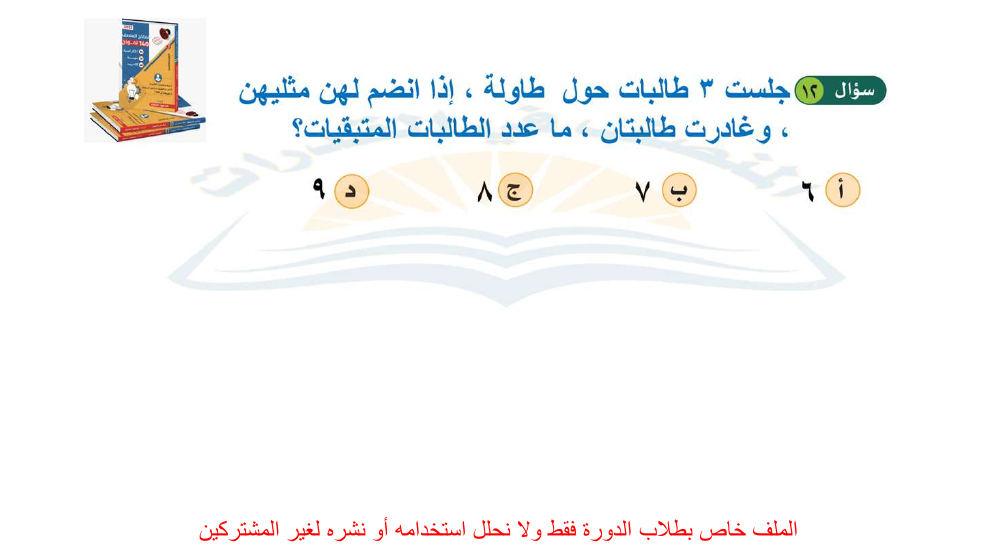 سؤال ١٢ جلست ٣ طالبات حول طاولة ، إذا انضم لهن مثليهن
، وغادرت طالبتان ، ما عدد الطالبات المتبقيات؟
أ ٦ ب ٧ ج ٨ د ٩
الملف خاص بطلاب الدورة فقط ولا نحلل استخدامه أو نشره لغير المشتركين